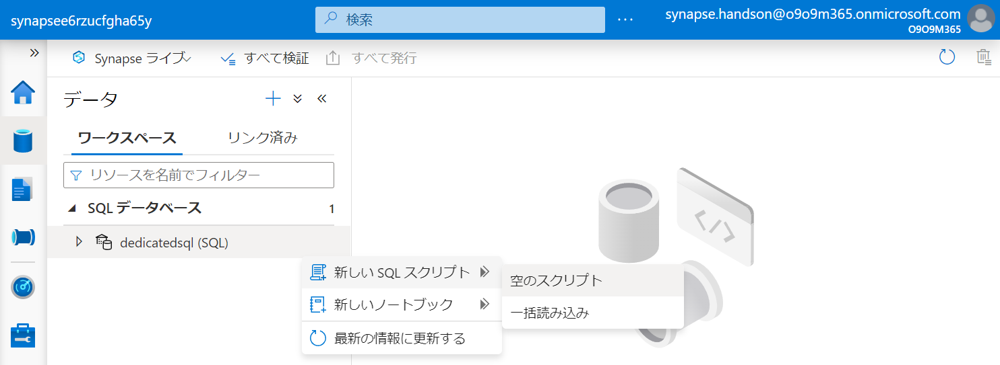 synapsee6rzucfgha65y
検索
synapse.handson@o9o9m365.onmicrosoft.com
O9O9M365
Synapse ライブ
すべて検証
すべて発行
データ
ワークスペース
リンク済み
リソースを名前でフィルター
SQL データベース 1
dedicatedsql (SQL)
新しい SQL スクリプト
新しいノートブック
最新の情報に更新する
空のスクリプト
一括読み込み